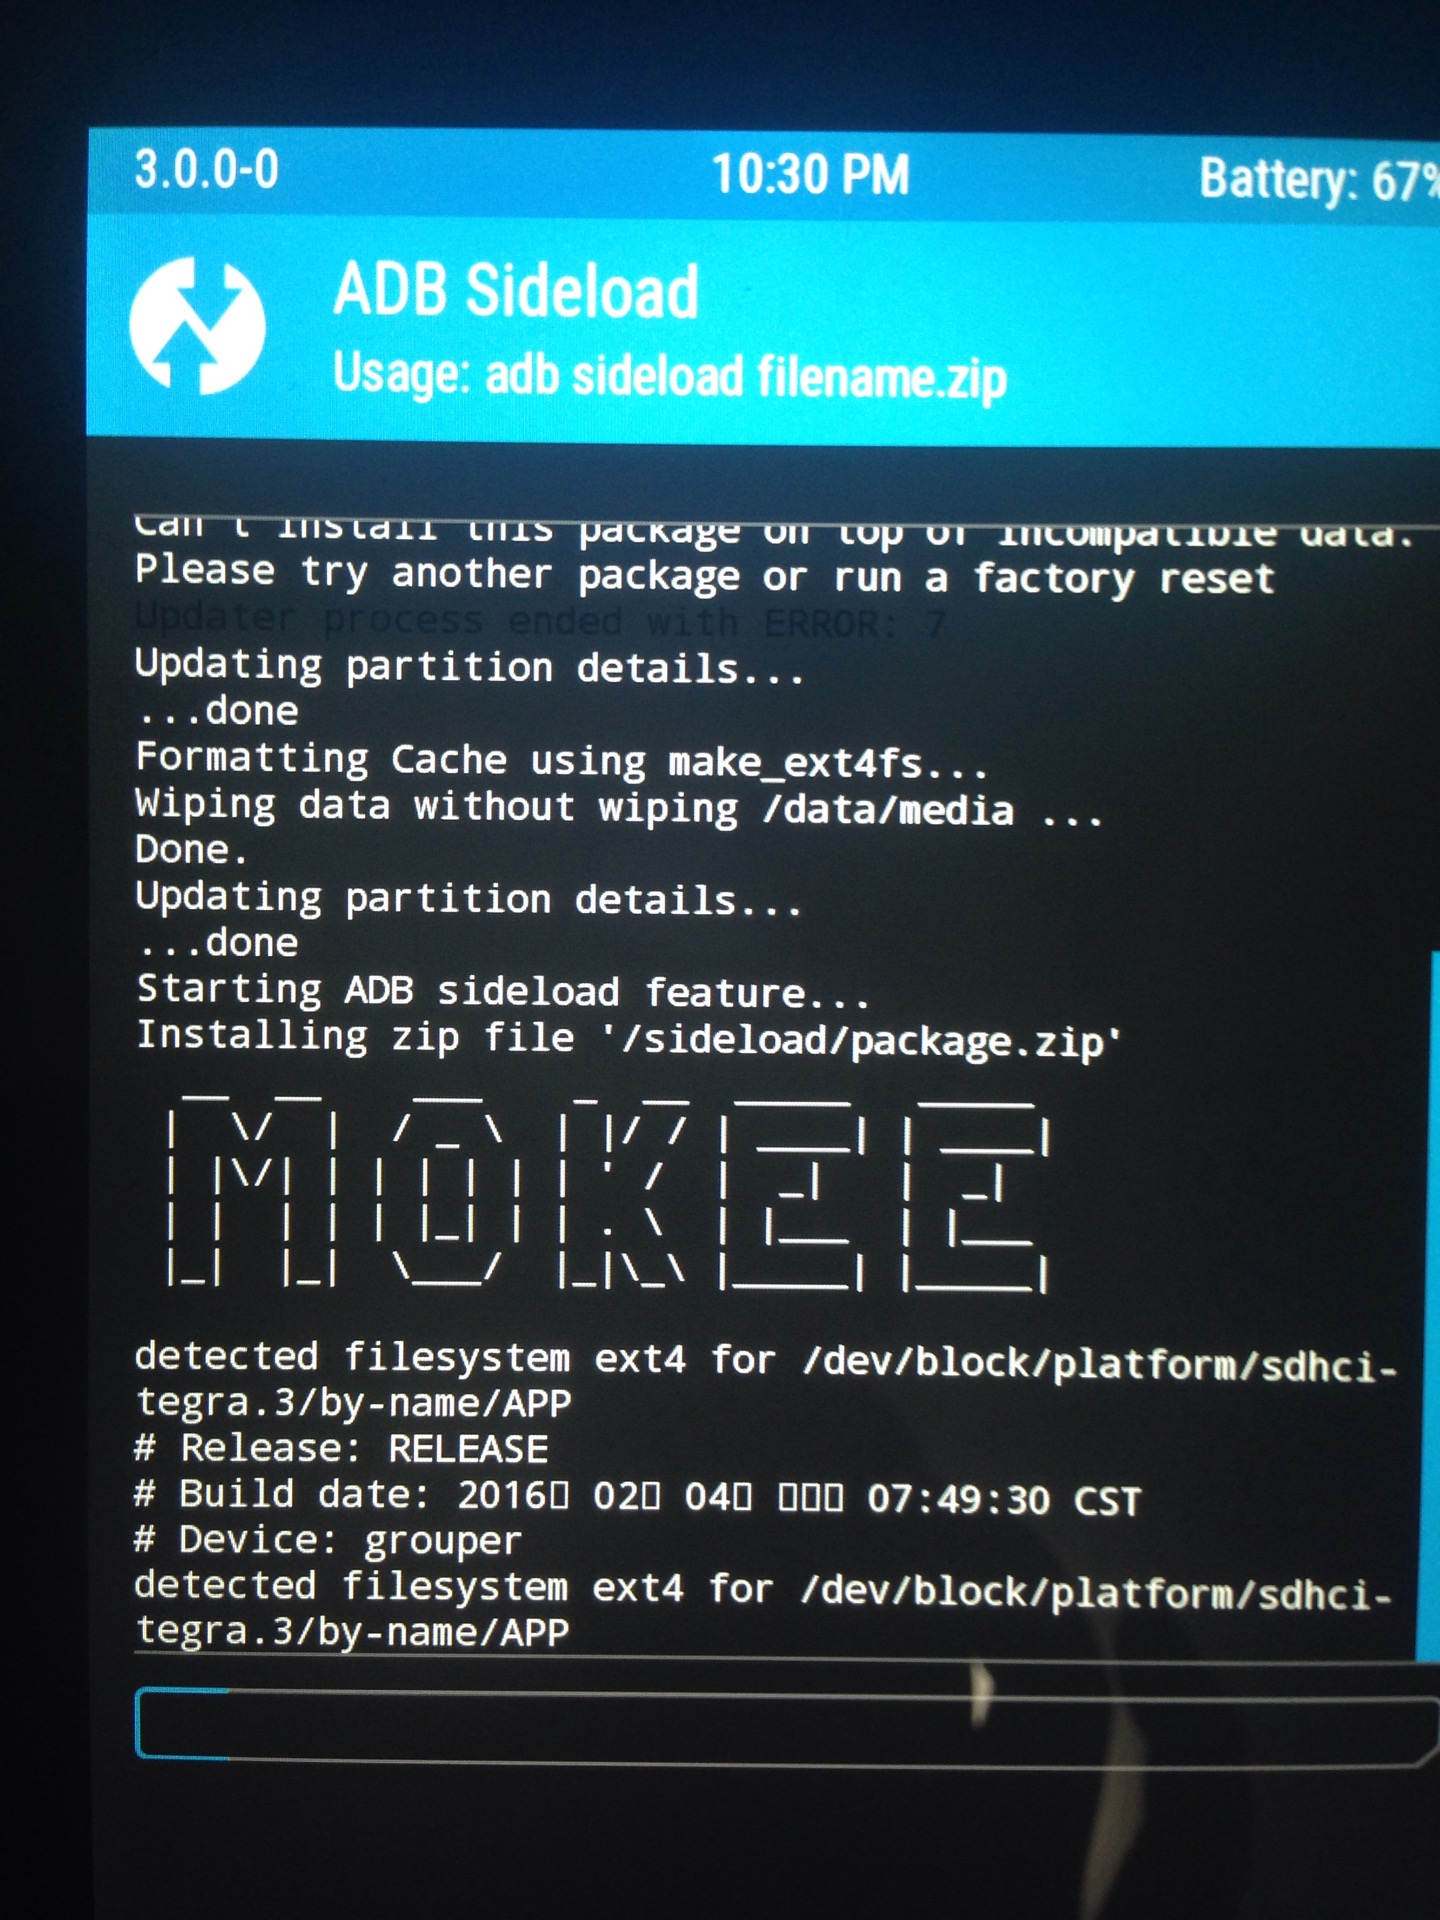 3.0.0-0 10:30 PM Battery: 67%
ADB Sideload
Usage: adb sideload filename.zip
Can't install this package on top of incompatible data.
Please try another package or run a factory reset
Updater process ended with ERROR: 7
Updating partition details...
...done
Formatting Cache using make_ext4fs...
Wiping data without wiping /data/media ...
Done.
Updating partition details...
...done
Starting ADB sideload feature...
Installing zip file '/sideload/package.zip'
MOKEE
detected filesystem ext4 for /dev/block/platform/sdhci-
tegra.3/by-name/APP
# Release: RELEASE
# Build date: 2016▯ 02▯ 04▯ ▯▯▯ 07:49:30 CST
# Device: grouper
detected filesystem ext4 for /dev/block/platform/sdhci-
tegra.3/by-name/APP